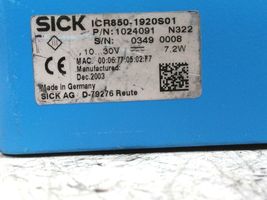 SICK ICR850-1920S01
P/N: 1024091 N322
S/N: 0349 0008
10...30V 7.2W
MAC: 00:06:77:05:02:F7
Dec.2003
Made in Germany
SICK AG D-79276 Reute